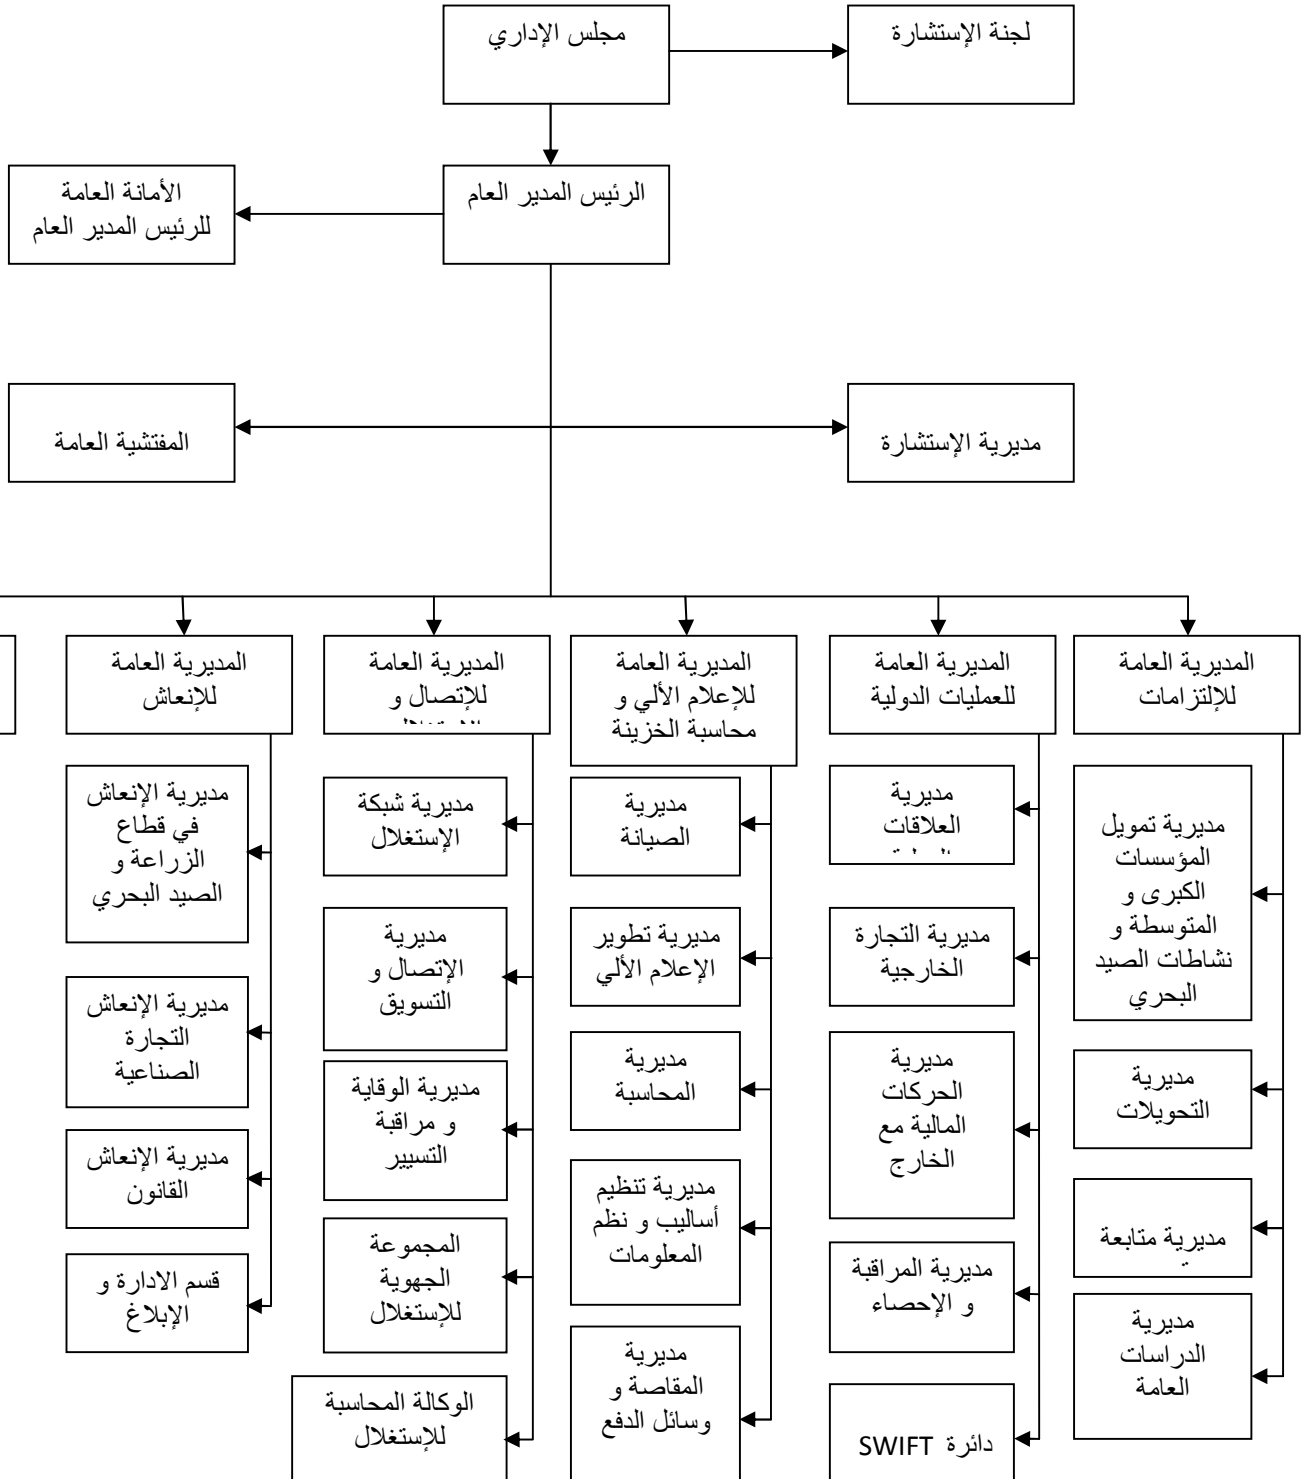 مجلس الإداري
لجنة الإستشارة
الرئيس المدير العام
الأمانة العامة
للرئيس المدير العام
مديرية الإستشارة
المفتشية العامة
المديرية العامة
للإلتزامات
المديرية العامة
للعمليات الدولية
المديرية العامة
للإعلام الألي و
محاسبة الخزينة
المديرية العامة
للإتصال و
المديرية العامة
للإنعاش
مديرية تمويل
المؤسسات
الكبرى و
المتوسطة و
نشاطات الصيد
البحري
مديرية
التحويلات
مديرية متابعة
مديرية
الدراسات
العامة
مديرية
العلاقات
مديرية التجارة
الخارجية
مديرية
الحركات
المالية مع
الخارج
مديرية المراقبة
و الإحصاء
دائرة SWIFT
مديرية
الصيانة
مديرية تطوير
الإعلام الألي
مديرية
المحاسبة
مديرية تنظيم
أساليب و نظم
المعلومات
مديرية
المقاصة و
وسائل الدفع
مديرية شبكة
الإستغلال
مديرية
الإتصال و
التسويق
مديرية الوقاية
و مراقبة
التسيير
المجموعة
الجهوية
للإستغلال
الوكالة المحاسبة
للإستغلال
مديرية الإنعاش
في قطاع
الزراعة و
الصيد البحري
مديرية الإنعاش
التجارة
الصناعية
مديرية الإنعاش
القانون
قسم الادارة و
الإبلاغ